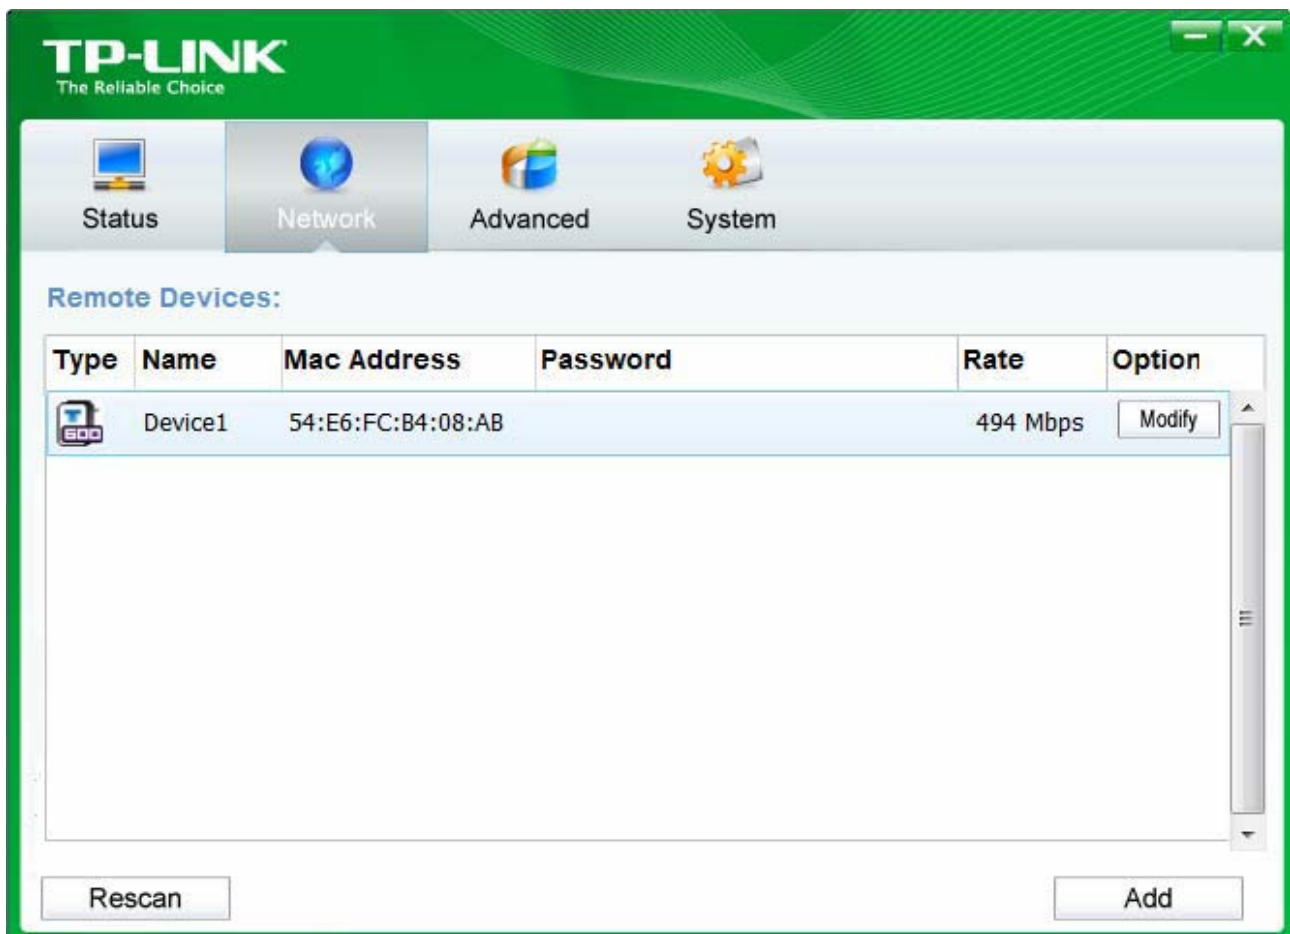 TP-LINK
The Reliable Choice
Status Network Advanced System
Remote Devices:
Type Name Mac Address Password Rate Option
T 600 Device1 54:E6:FC:B4:08:AB 494 Mbps Modify
Rescan Add